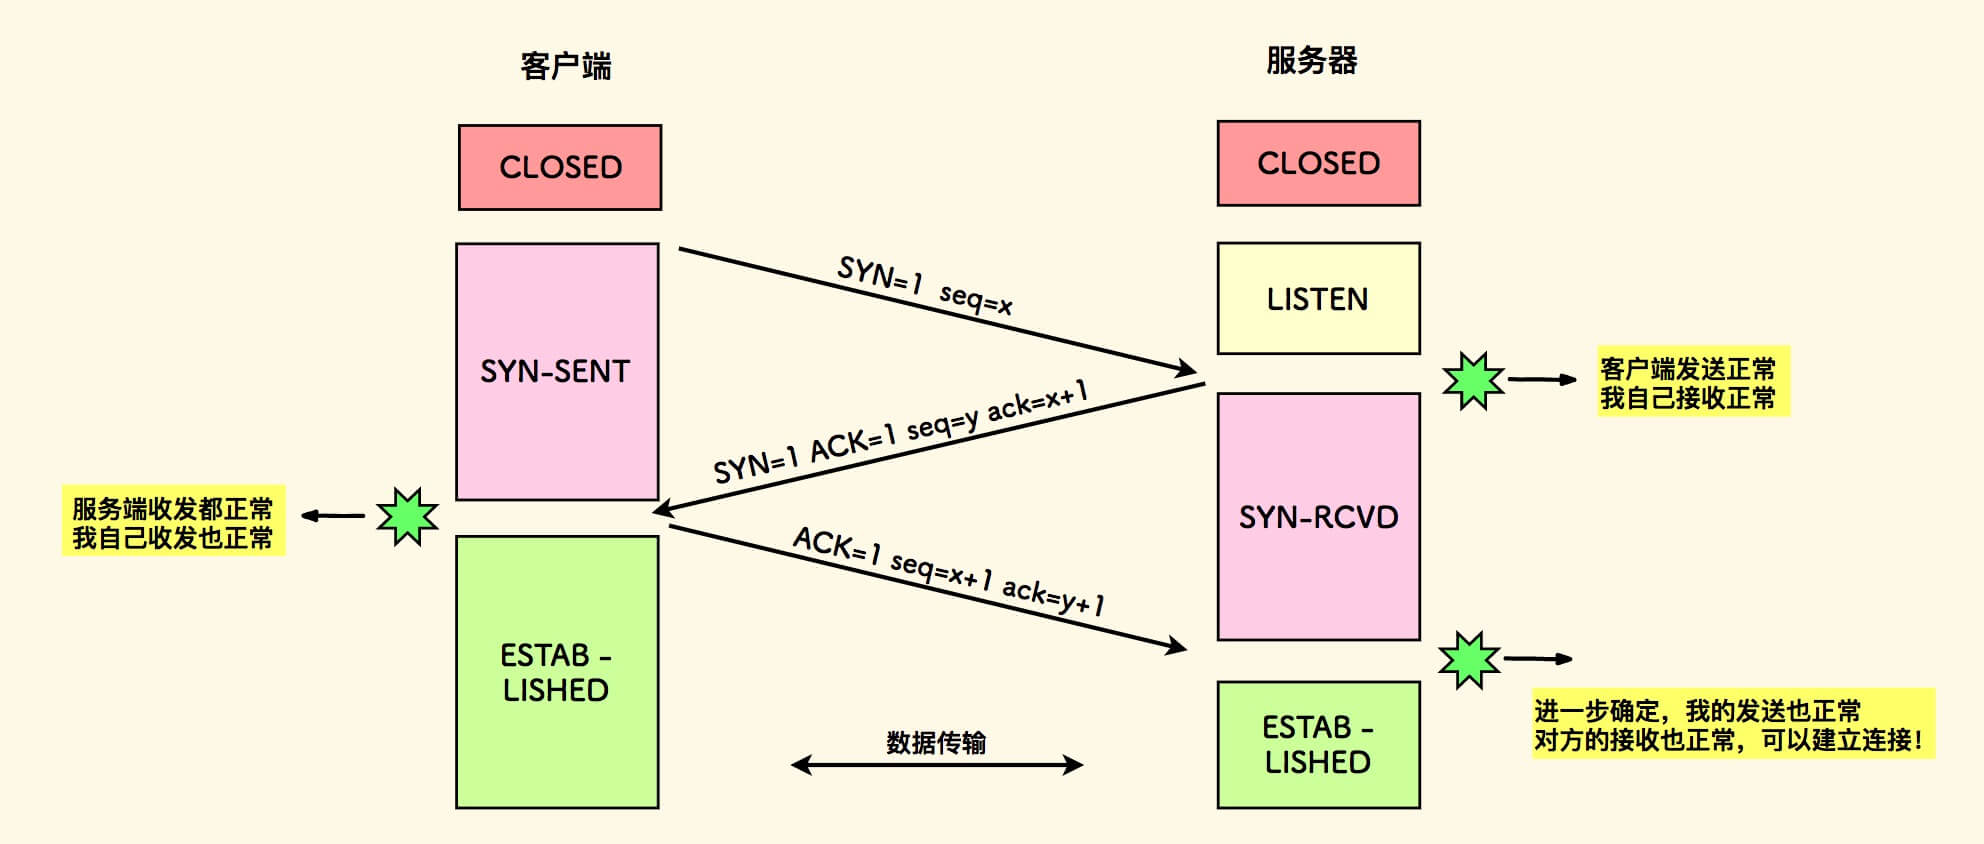 客户端
服务器
CLOSED
CLOSED
SYN=1 seq=x
LISTEN
SYN-SENT
客户端发送正常
我自己接收正常
SYN=1 ACK=1 seq=y ack=x+1
服务端收发都正常
我自己收发也正常
SYN-RCVD
ACK=1 seq=x+1 ack=y+1
ESTAB -
LISHED
进一步确定，我的发送也正常
对方的接收也正常，可以建立连接！
ESTAB -
LISHED
数据传输